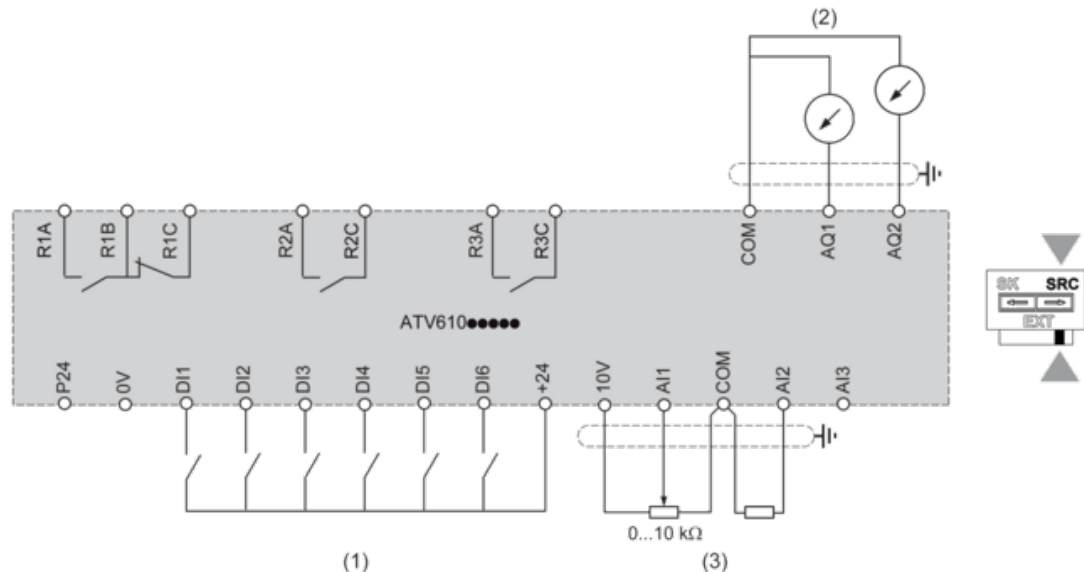 (2)
R1A R1B R1C R2A R2C R3A R3C COM AQ1 AQ2
SK SRC
EXT
ATV610●●●●●
P24 0V DI1 DI2 DI3 DI4 DI5 DI6 +24 10V AI1 COM AI2 AI3
0...10 kΩ
(1) (3)